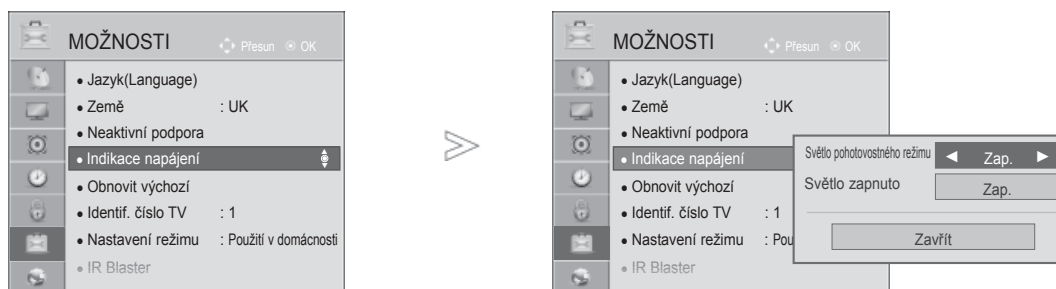 MOŽNOSTI Přesun OK
• Jazyk(Language)
• Země : UK
• Neaktivní podpora
• Indikace napájení
• Obnovit výchozí
• Identif. číslo TV : 1
• Nastavení režimu : Použití v domácnosti
• IR Blaster
MOŽNOSTI Přesun OK
• Jazyk(Language)
• Země : UK
• Neaktivní podpora
• Indikace napájení
• Obnovit výchozí
• Identif. číslo TV : 1
• Nastavení režimu : Pou
• IR Blaster
Světlo pohotovostného režimu ◄ Zap. ►
Světlo zapnuto Zap.
Zavřít